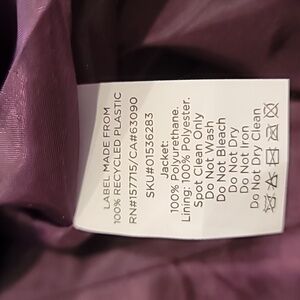 LABEL MADE FROM
100% RECYCLED PLASTIC
RN#157715/CA#63090
SKU#01536283
Jacket:
100% Polyurethane.
Lining: 100% Polyester.
Spot Clean Only
Do Not Wash
Do Not Bleach
Do Not Dry
Do Not Iron
Do Not Dry Clean